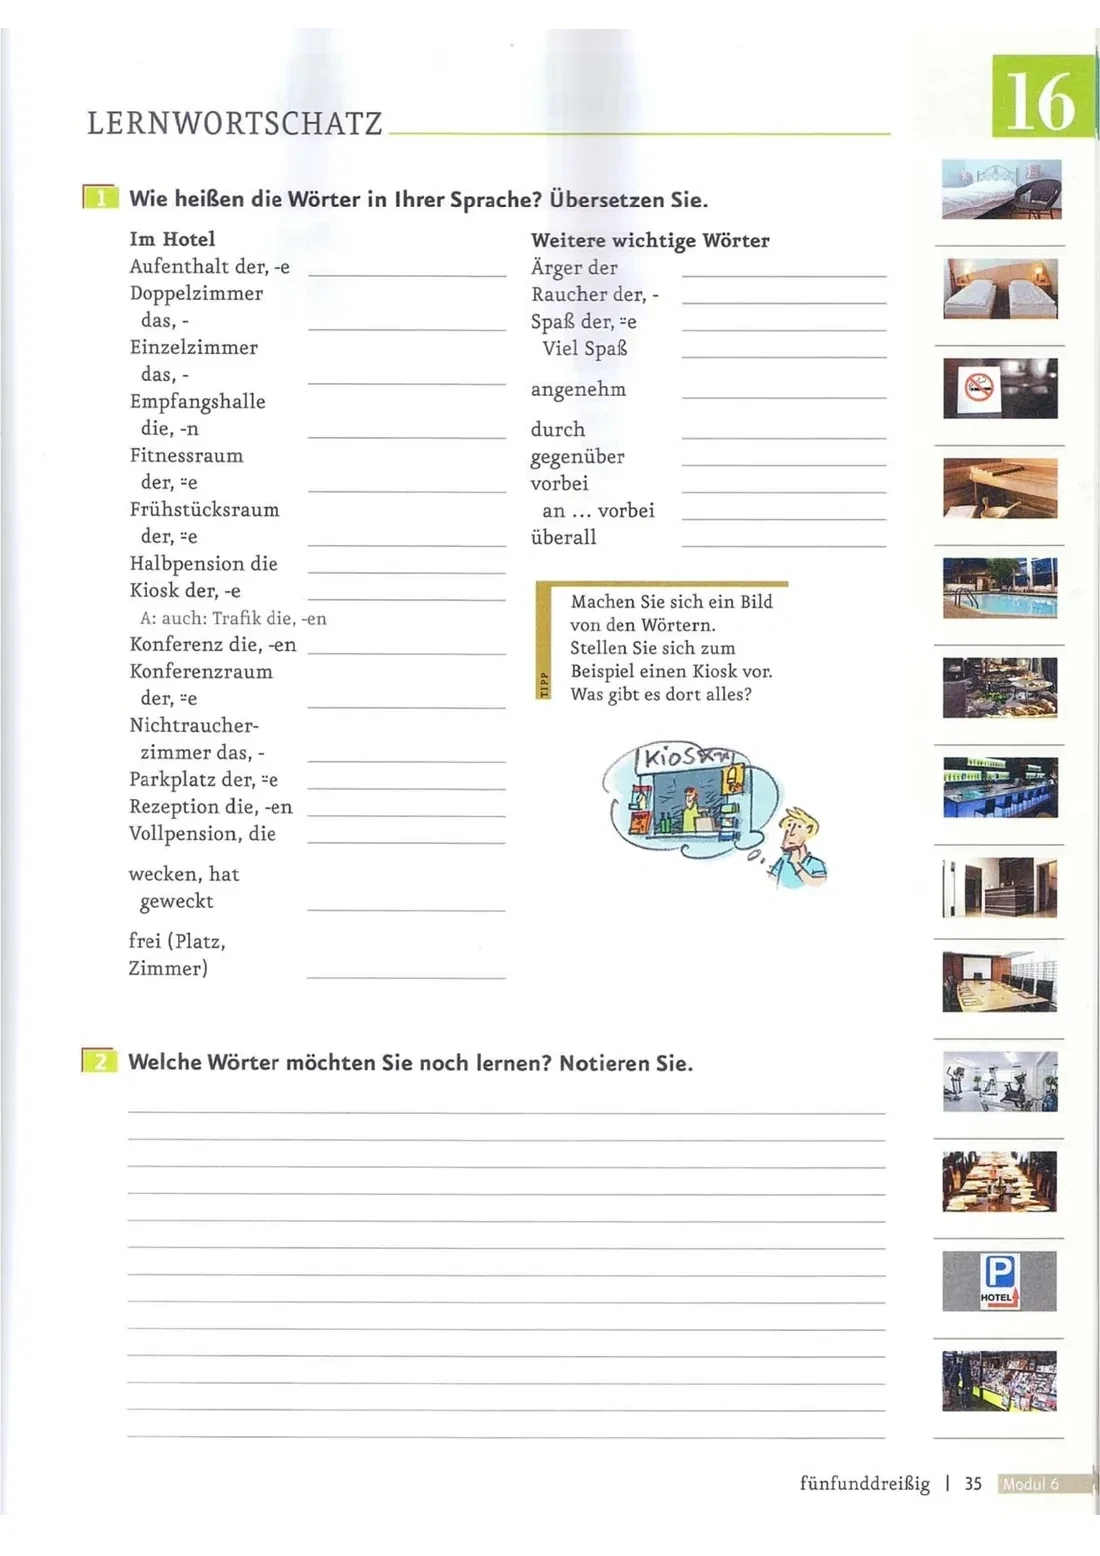 16
LERNWORTSCHATZ
1 Wie heißen die Wörter in Ihrer Sprache? Übersetzen Sie.
Im Hotel
Aufenthalt der, -e
Doppelzimmer
das, -
Einzelzimmer
das, -
Empfangshalle
die, -n
Fitnessraum
der, ⸚e
Frühstücksraum
der, ⸚e
Halbpension die
Kiosk der, -e
A: auch: Trafik die, -en
Konferenz die, -en
Konferenzraum
der, ⸚e
Nichtraucher-
zimmer das, -
Parkplatz der, ⸚e
Rezeption die, -en
Vollpension, die
wecken, hat
geweckt
frei (Platz,
Zimmer)
Weitere wichtige Wörter
Ärger der
Raucher der, -
Spaß der, ⸚e
Viel Spaß
angenehm
durch
gegenüber
vorbei
an ... vorbei
überall
TIPP
Machen Sie sich ein Bild
von den Wörtern.
Stellen Sie sich zum
Beispiel einen Kiosk vor.
Was gibt es dort alles?
KiosK
2 Welche Wörter möchten Sie noch lernen? Notieren Sie.
P
HOTEL
fünfunddreißig | 35 Modul 6